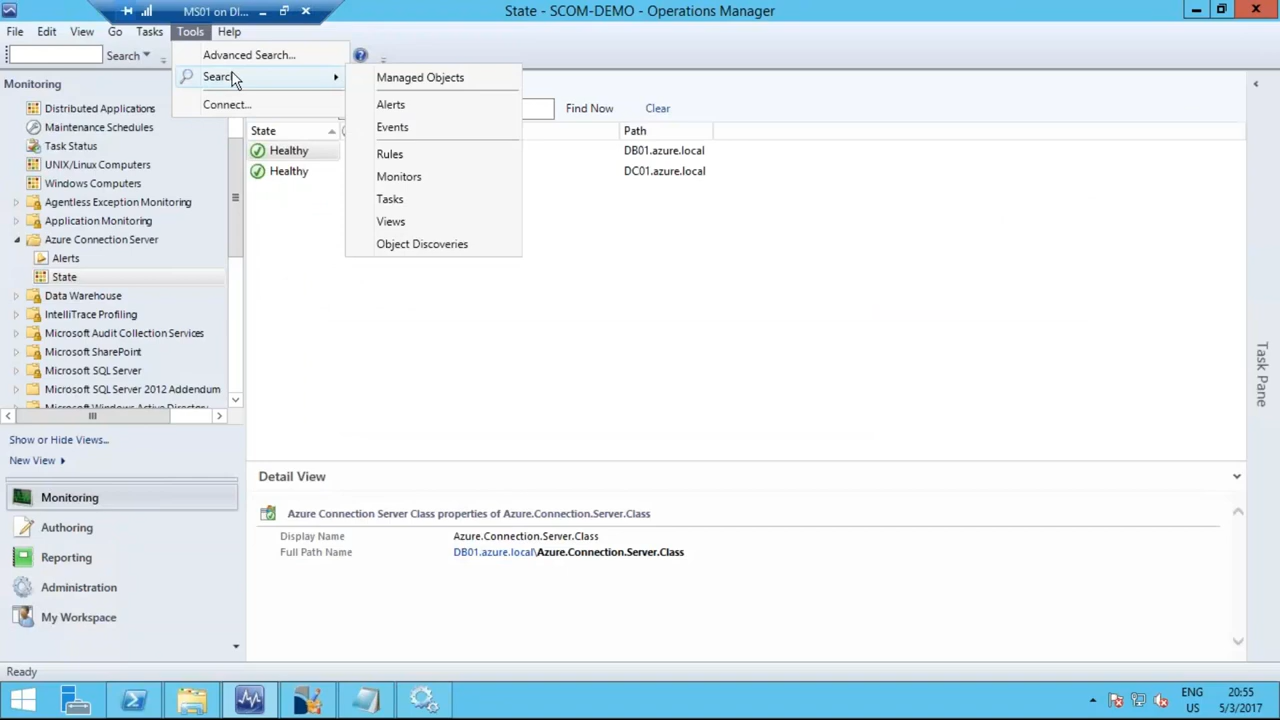 MS01 on DI...
State - SCOM-DEMO - Operations Manager
File Edit View Go Tasks Tools Help
Search
Advanced Search...
Search
Connect...
Managed Objects
Alerts
Events
Rules
Monitors
Tasks
Views
Object Discoveries
Monitoring
Distributed Applications
Maintenance Schedules
Task Status
UNIX/Linux Computers
Windows Computers
Agentless Exception Monitoring
Application Monitoring
Azure Connection Server
Alerts
State
Data Warehouse
IntelliTrace Profiling
Microsoft Audit Collection Services
Microsoft SharePoint
Microsoft SQL Server
Microsoft SQL Server 2012 Addendum
Microsoft Windows Active Directory
Show or Hide Views...
New View
Monitoring
Authoring
Reporting
Administration
My Workspace
Find Now Clear
State Path
Healthy DB01.azure.local
Healthy DC01.azure.local
Task Pane
Detail View
Azure Connection Server Class properties of Azure.Connection.Server.Class
Display Name Azure.Connection.Server.Class
Full Path Name DB01.azure.local\Azure.Connection.Server.Class
Ready
ENG
US
20:55
5/3/2017